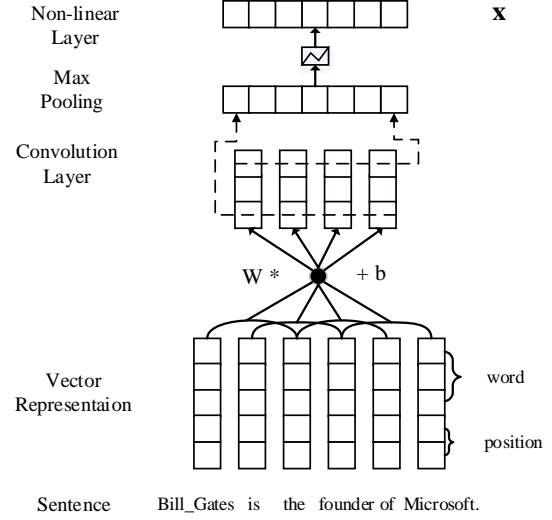 Non-linear
Layer
x
Max
Pooling
Convolution
Layer
W * + b
Vector
Representaion
word
position
Sentence Bill_Gates is the founder of Microsoft.